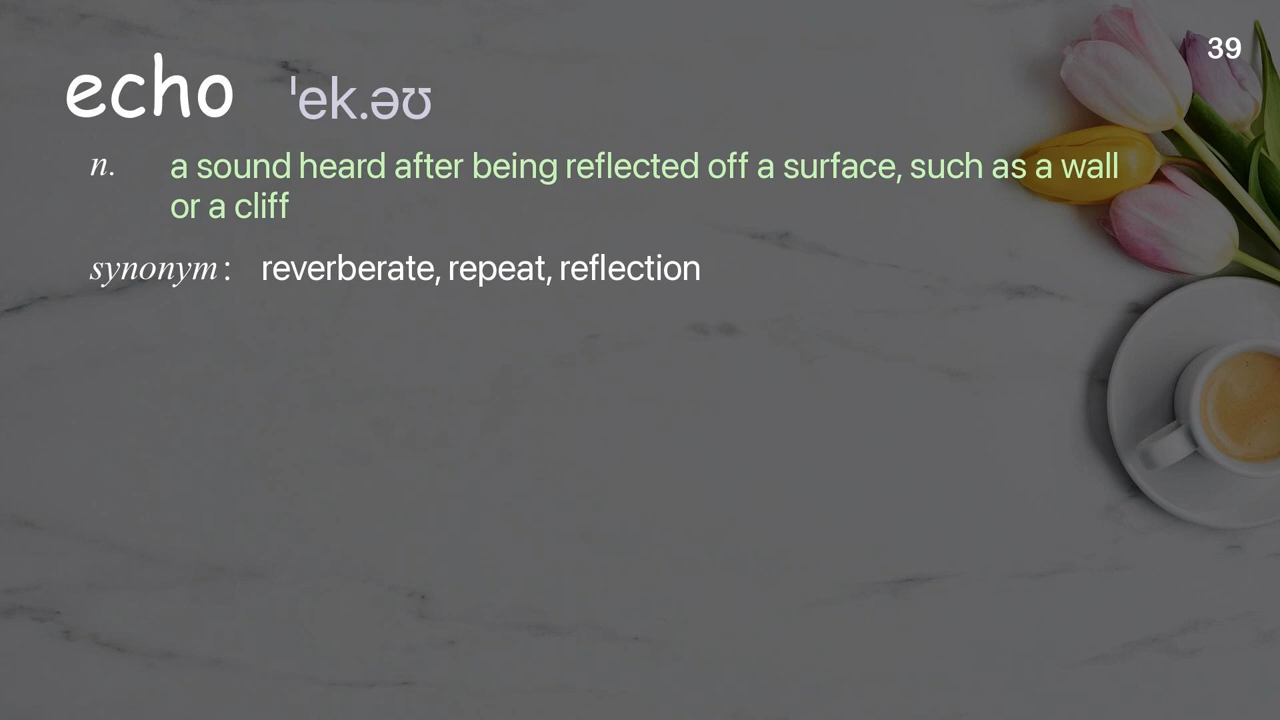 39
echo ˈek.əʊ
n. a sound heard after being reflected off a surface, such as a wall
or a cliff
synonym: reverberate, repeat, reflection